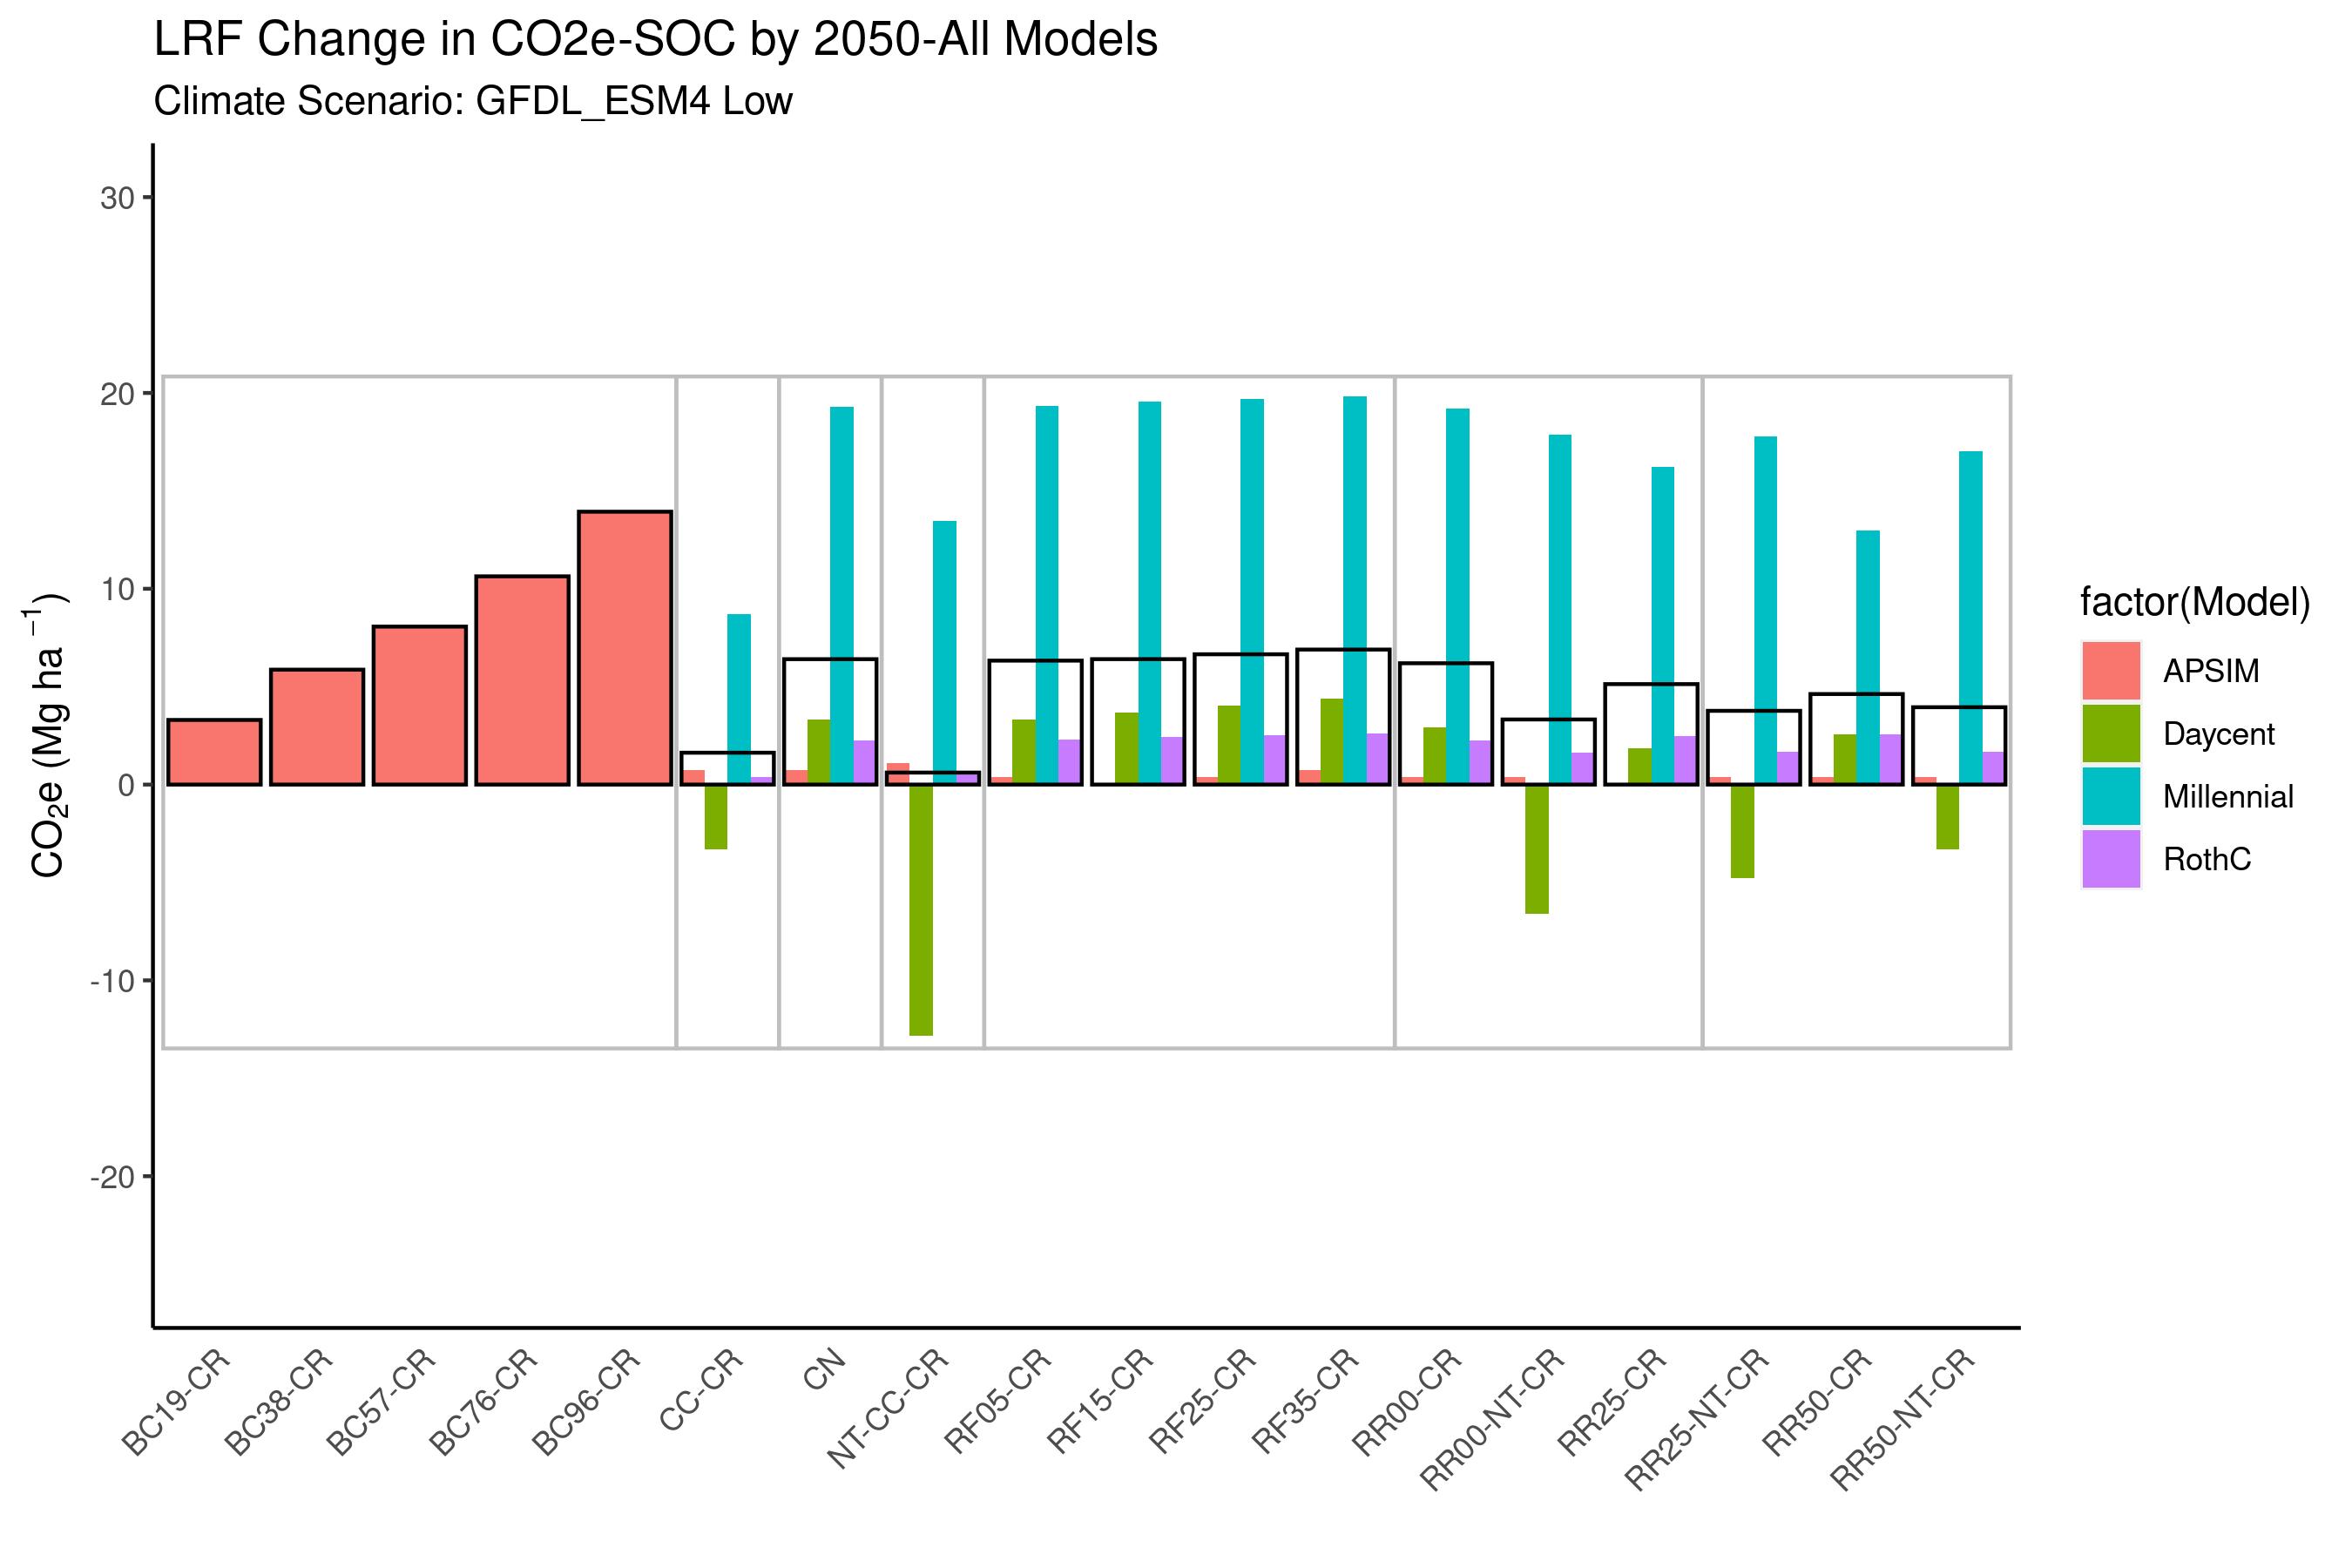 LRF Change in CO2e-SOC by 2050-All Models
Climate Scenario: GFDL_ESM4 Low
CO₂e (Mg ha ⁻¹)
30
20
10
0
-10
-20
BC19-CR
BC38-CR
BC57-CR
BC76-CR
BC96-CR
CC-CR
CN
NT-CC-CR
RF05-CR
RF15-CR
RF25-CR
RF35-CR
RR00-CR
RR00-NT-CR
RR25-CR
RR25-NT-CR
RR50-CR
RR50-NT-CR
factor(Model)
APSIM
Daycent
Millennial
RothC